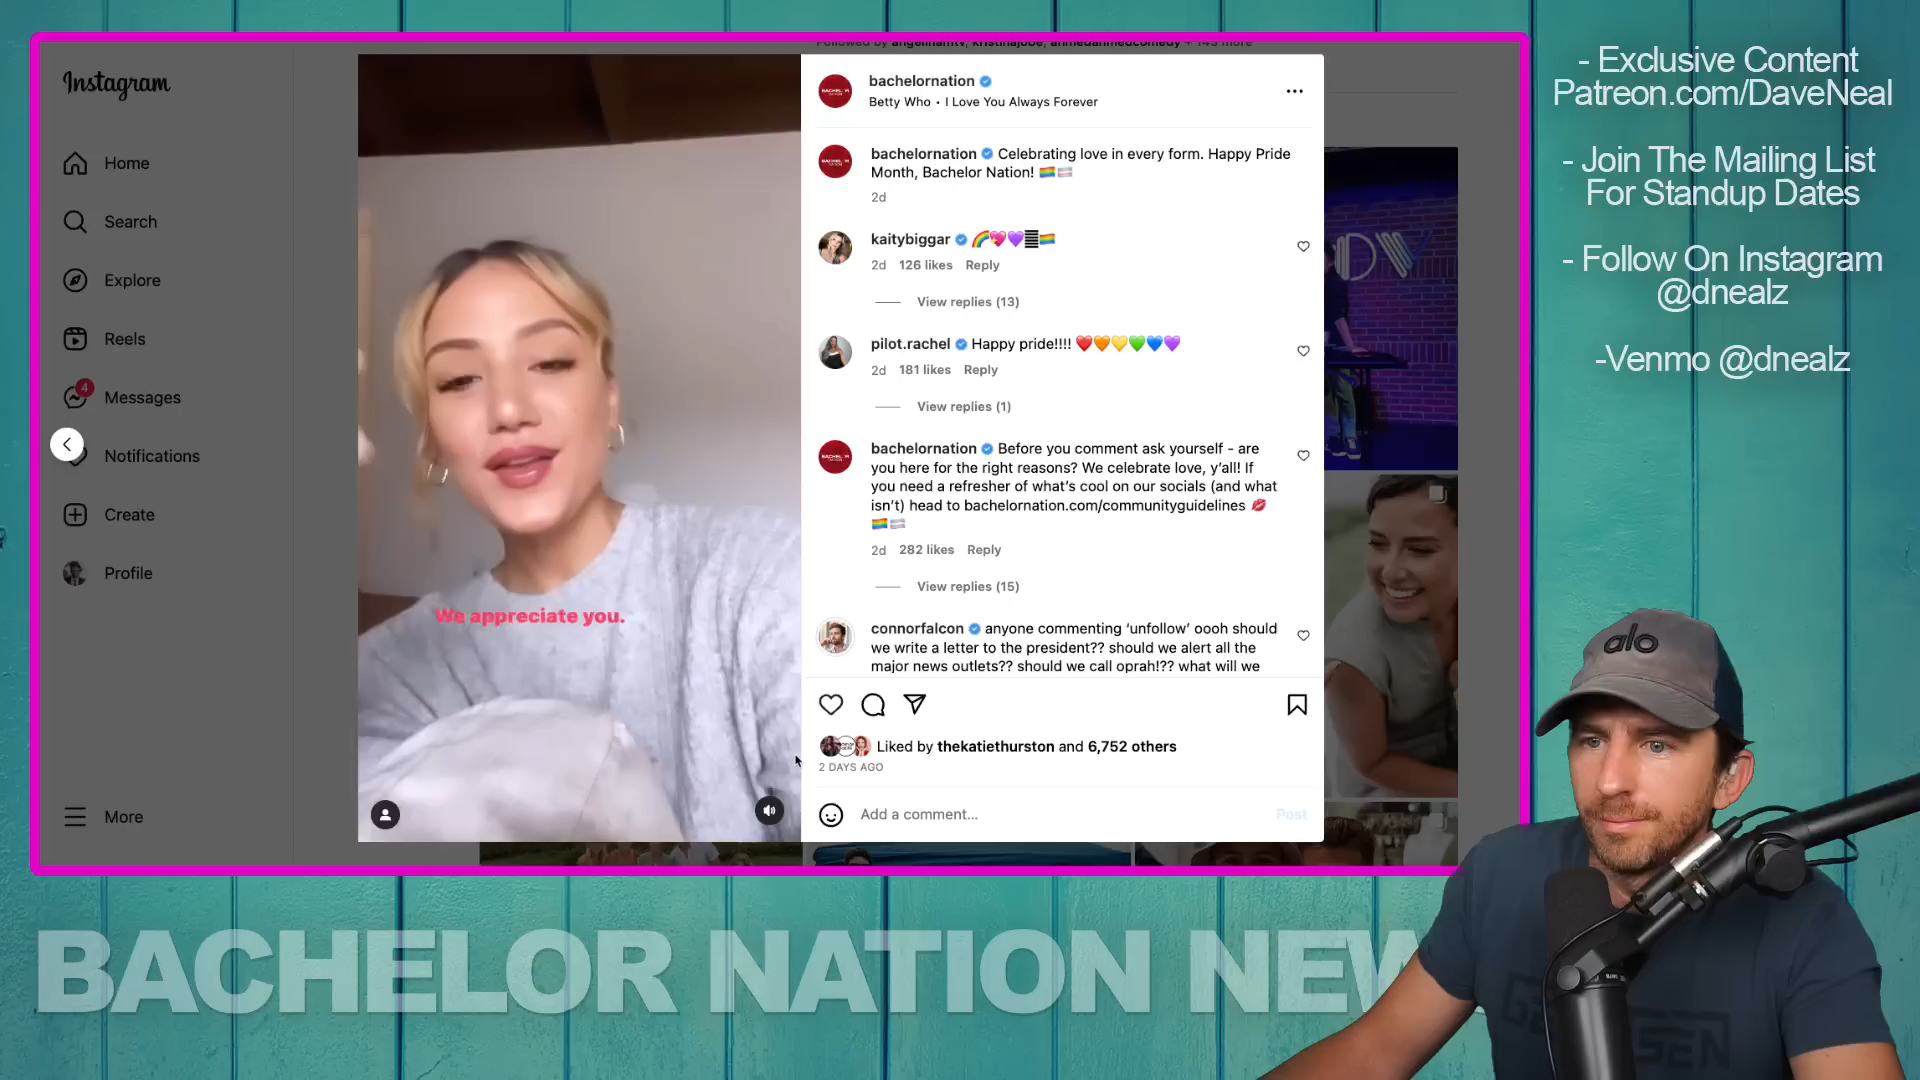 Followed by angelinamtv, kristinajobe, ahmedahmedcomedy + 143 more
Instagram
Home
Search
Explore
Reels
4
Messages
Notifications
Create
Profile
More
We appreciate you.
bachelornation
Betty Who • I Love You Always Forever
bachelornation Celebrating love in every form. Happy Pride
Month, Bachelor Nation! 🏳️‍🌈🏳️‍⚧️
2d
kaitybiggar 🌈💖💜
2d 126 likes Reply
View replies (13)
pilot.rachel Happy pride!!!! ❤️🧡💛💚💙💜
2d 181 likes Reply
View replies (1)
bachelornation Before you comment ask yourself - are
you here for the right reasons? We celebrate love, y'all! If
you need a refresher of what's cool on our socials (and what
isn't) head to bachelornation.com/communityguidelines 💋
🏳️‍🌈🏳️‍⚧️
2d 282 likes Reply
View replies (15)
connorfalcon anyone commenting 'unfollow' oooh should
we write a letter to the president?? should we alert all the
major news outlets?? should we call oprah!?? what will we
Liked by thekatiethurston and 6,752 others
2 DAYS AGO
Add a comment...
Post
- Exclusive Content
Patreon.com/DaveNeal
- Join The Mailing List
For Standup Dates
- Follow On Instagram
@dnealz
-Venmo @dnealz
alo
BACHELOR NATION NEW